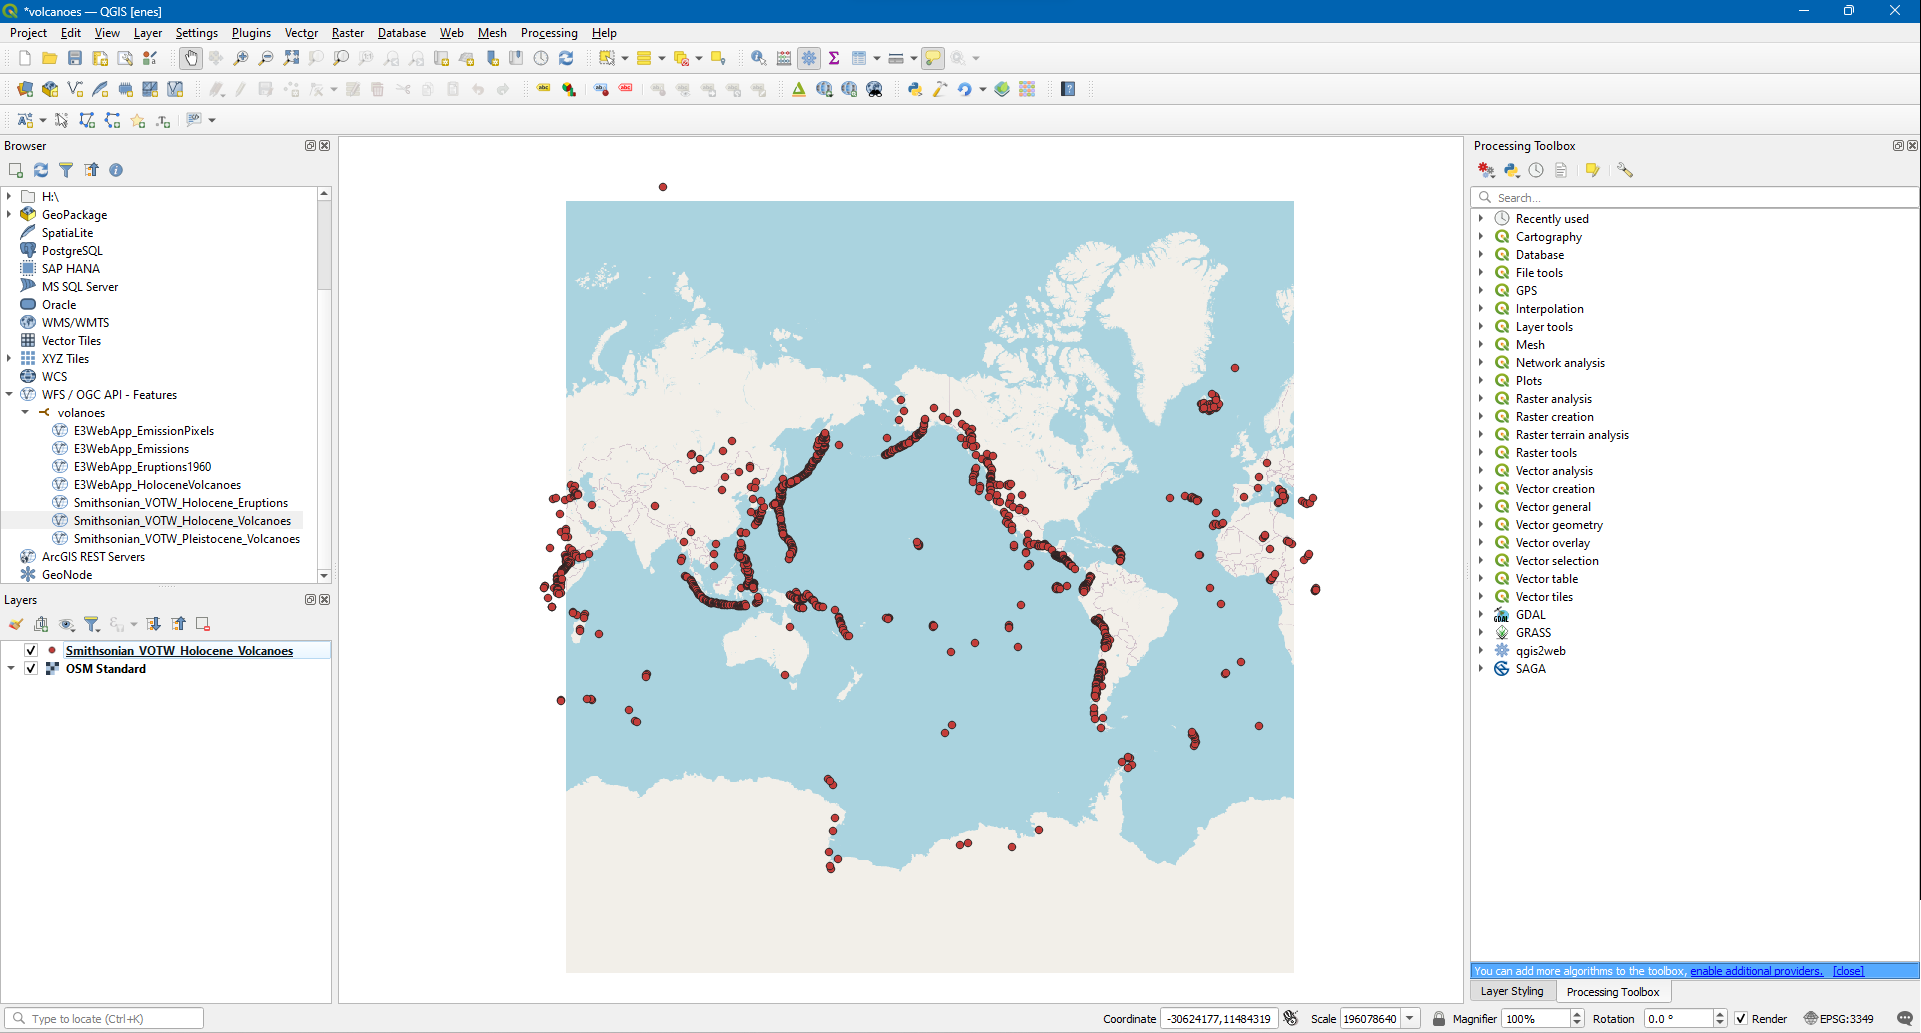 *volcanoes — QGIS [enes]
Project Edit View Layer Settings Plugins Vector Raster Database Web Mesh Processing Help
Browser
H:\
GeoPackage
SpatiaLite
PostgreSQL
SAP HANA
MS SQL Server
Oracle
WMS/WMTS
Vector Tiles
XYZ Tiles
WCS
WFS / OGC API - Features
volanoes
E3WebApp_EmissionPixels
E3WebApp_Emissions
E3WebApp_Eruptions1960
E3WebApp_HoloceneVolcanoes
Smithsonian_VOTW_Holocene_Eruptions
Smithsonian_VOTW_Holocene_Volcanoes
Smithsonian_VOTW_Pleistocene_Volcanoes
ArcGIS REST Servers
GeoNode
Layers
Smithsonian_VOTW_Holocene_Volcanoes
OSM Standard
Processing Toolbox
Search...
Recently used
Cartography
Database
File tools
GPS
Interpolation
Layer tools
Mesh
Network analysis
Plots
Raster analysis
Raster creation
Raster terrain analysis
Raster tools
Vector analysis
Vector creation
Vector general
Vector geometry
Vector overlay
Vector selection
Vector table
Vector tiles
GDAL
GRASS
qgis2web
SAGA
You can add more algorithms to the toolbox, enable additional providers. [close]
Layer Styling Processing Toolbox
Type to locate (Ctrl+K) Coordinate -30624177,11484319 Scale 196078640 Magnifier 100% Rotation 0.0 ° Render EPSG:3349